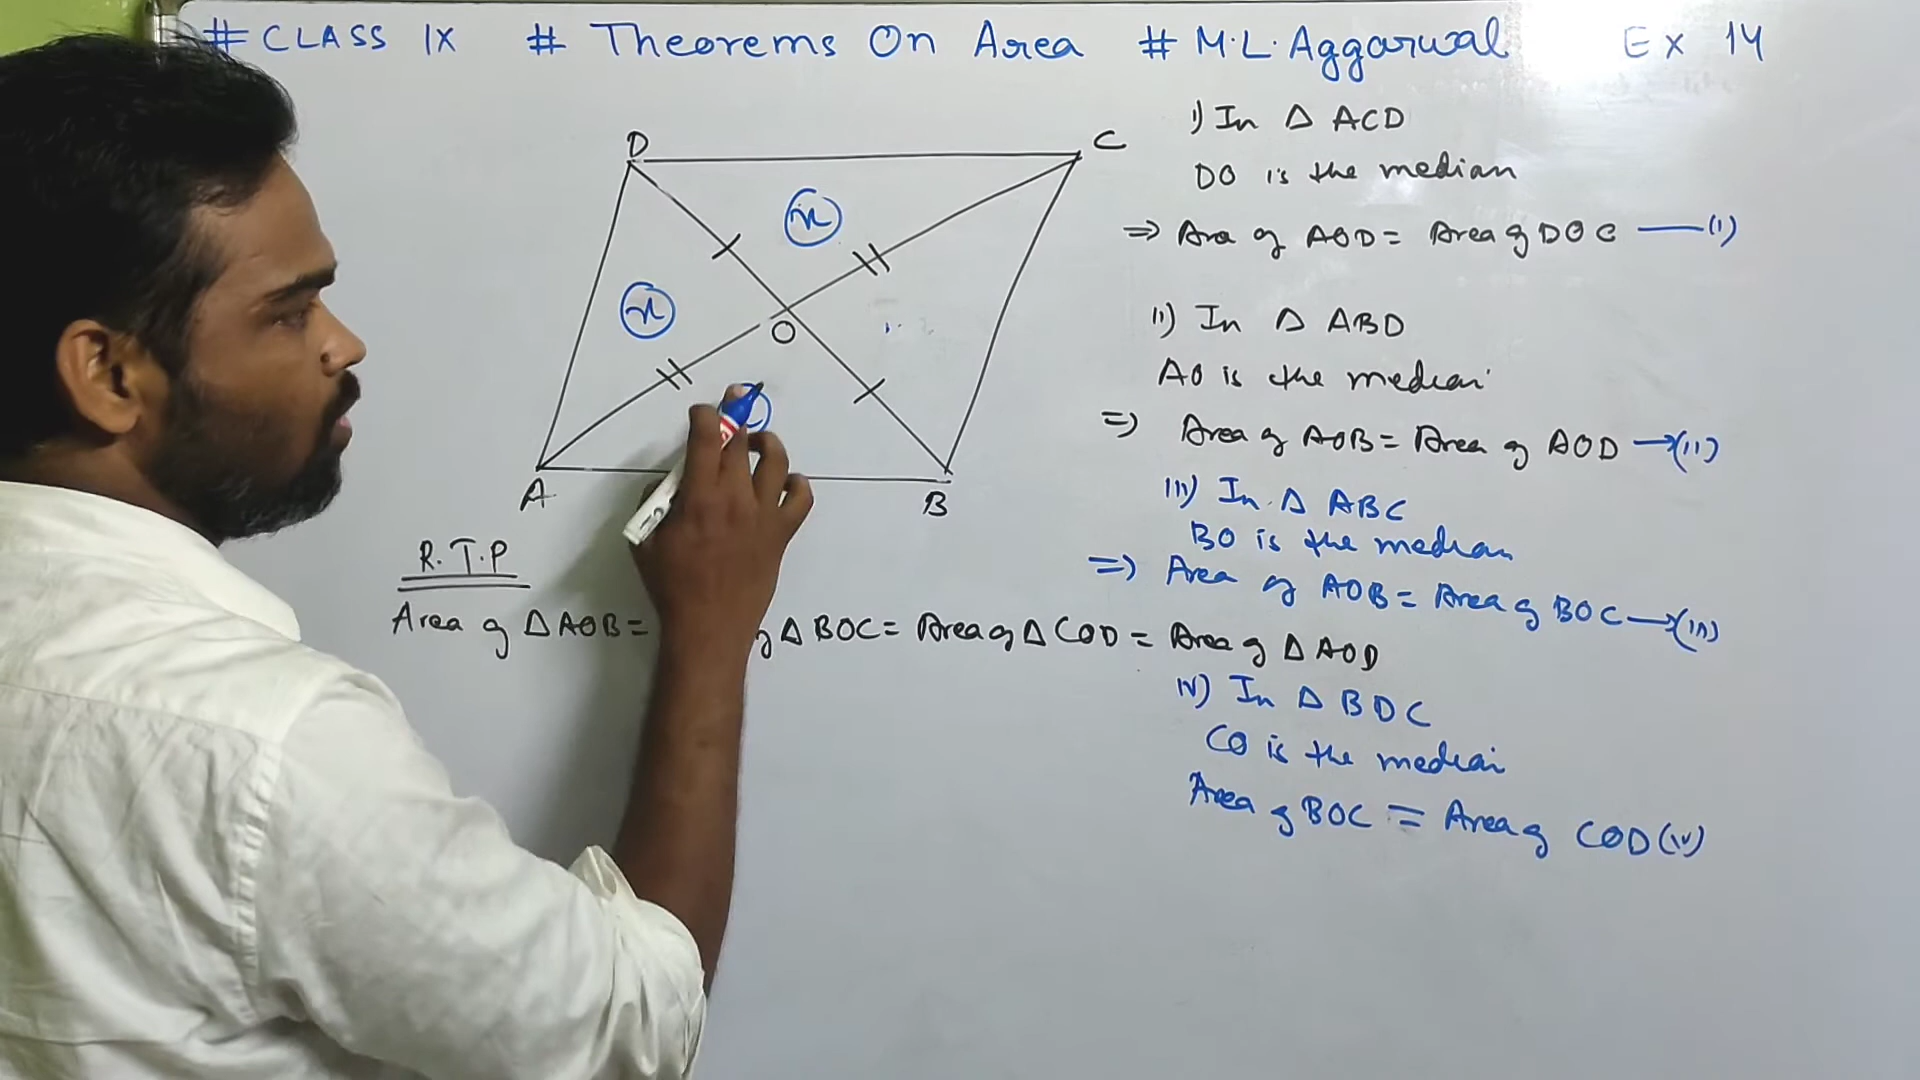 # CLASS IX # Theorems On Area # M.L. Aggarwal Ex 14
D
C
O
A
B
i) In Δ ACD
DO is the median
⇒ Ara of AOD = Area of DOC —(i)
ii) In Δ ABD
AO is the median
⇒ Area of AOB = Area of AOD →(ii)
iii) In Δ ABC
BO is the median
⇒ Area of AOB = Area of BOC →(iii)
R.T.P
Area of Δ AOB = of Δ BOC = Area of Δ COD = Area of Δ AOD
iv) In Δ BDC
CO is the median
Area of BOC = Area of COD (iv)